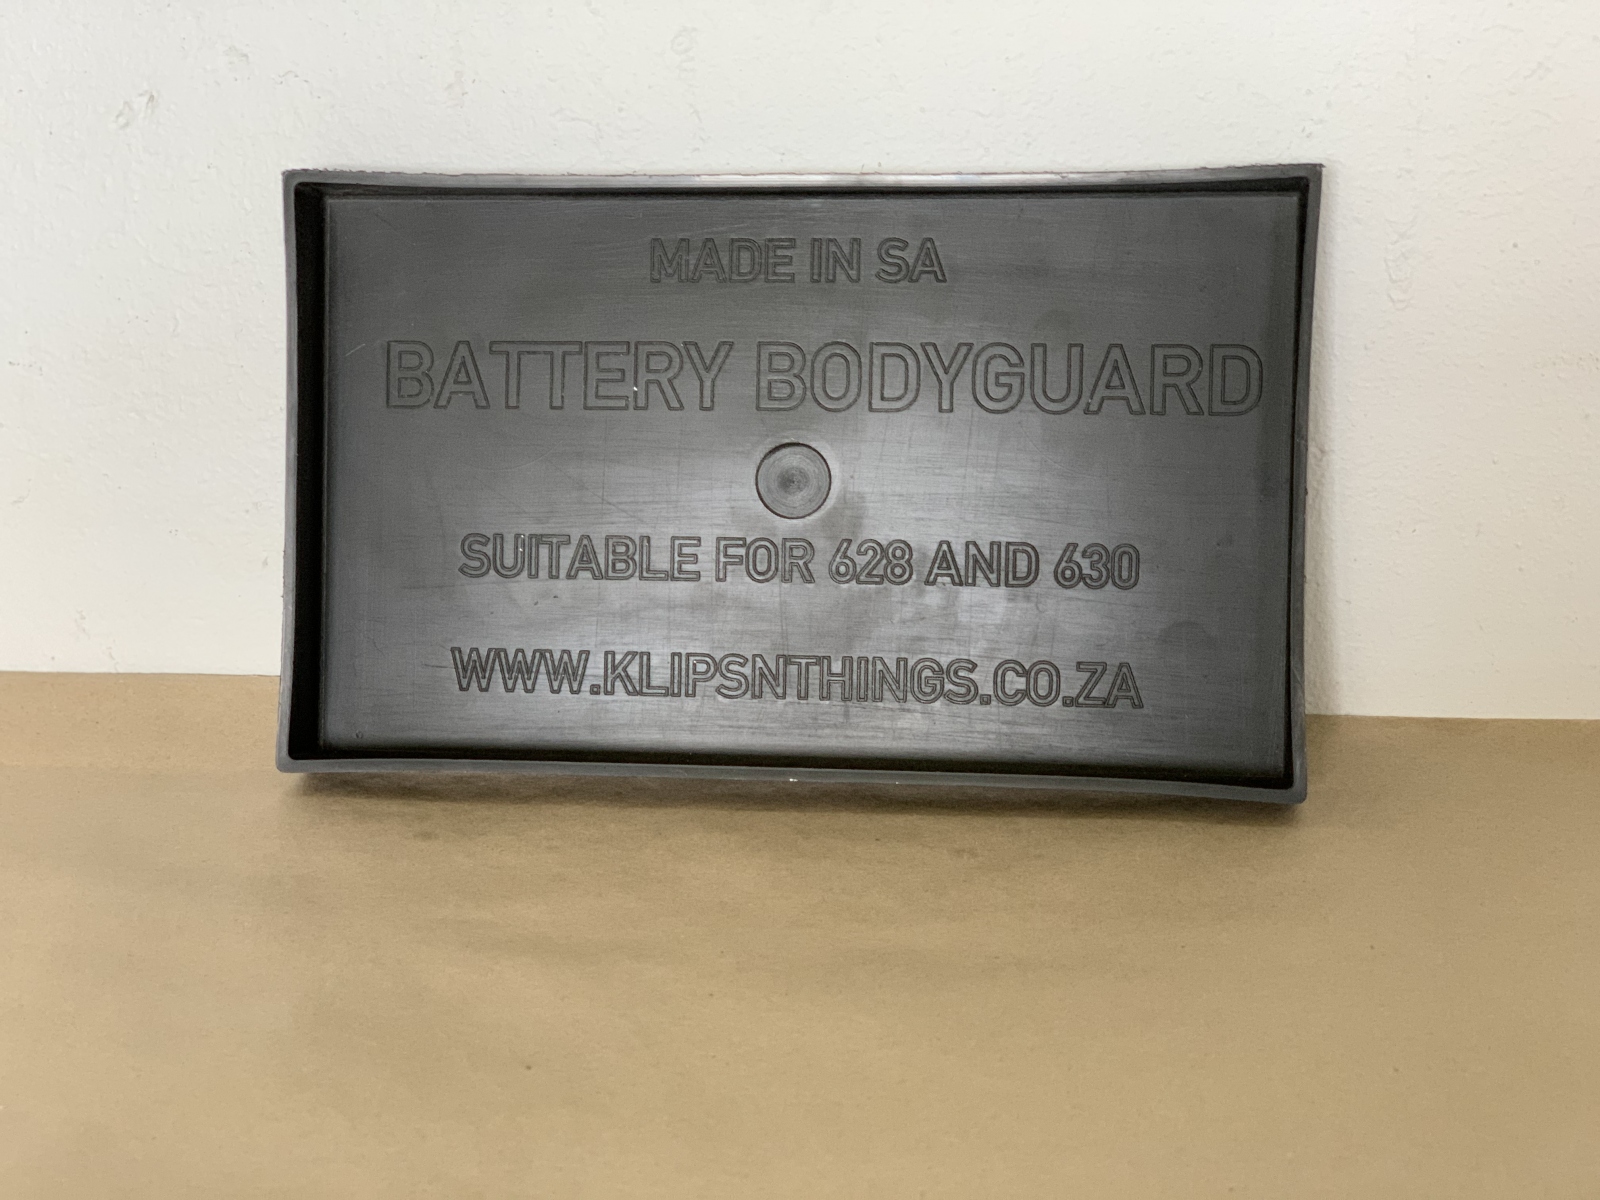 MADE IN SA
BATTERY BODYGUARD
SUITABLE FOR 628 AND 630
WWW.KLIPSNTHINGS.CO.ZA